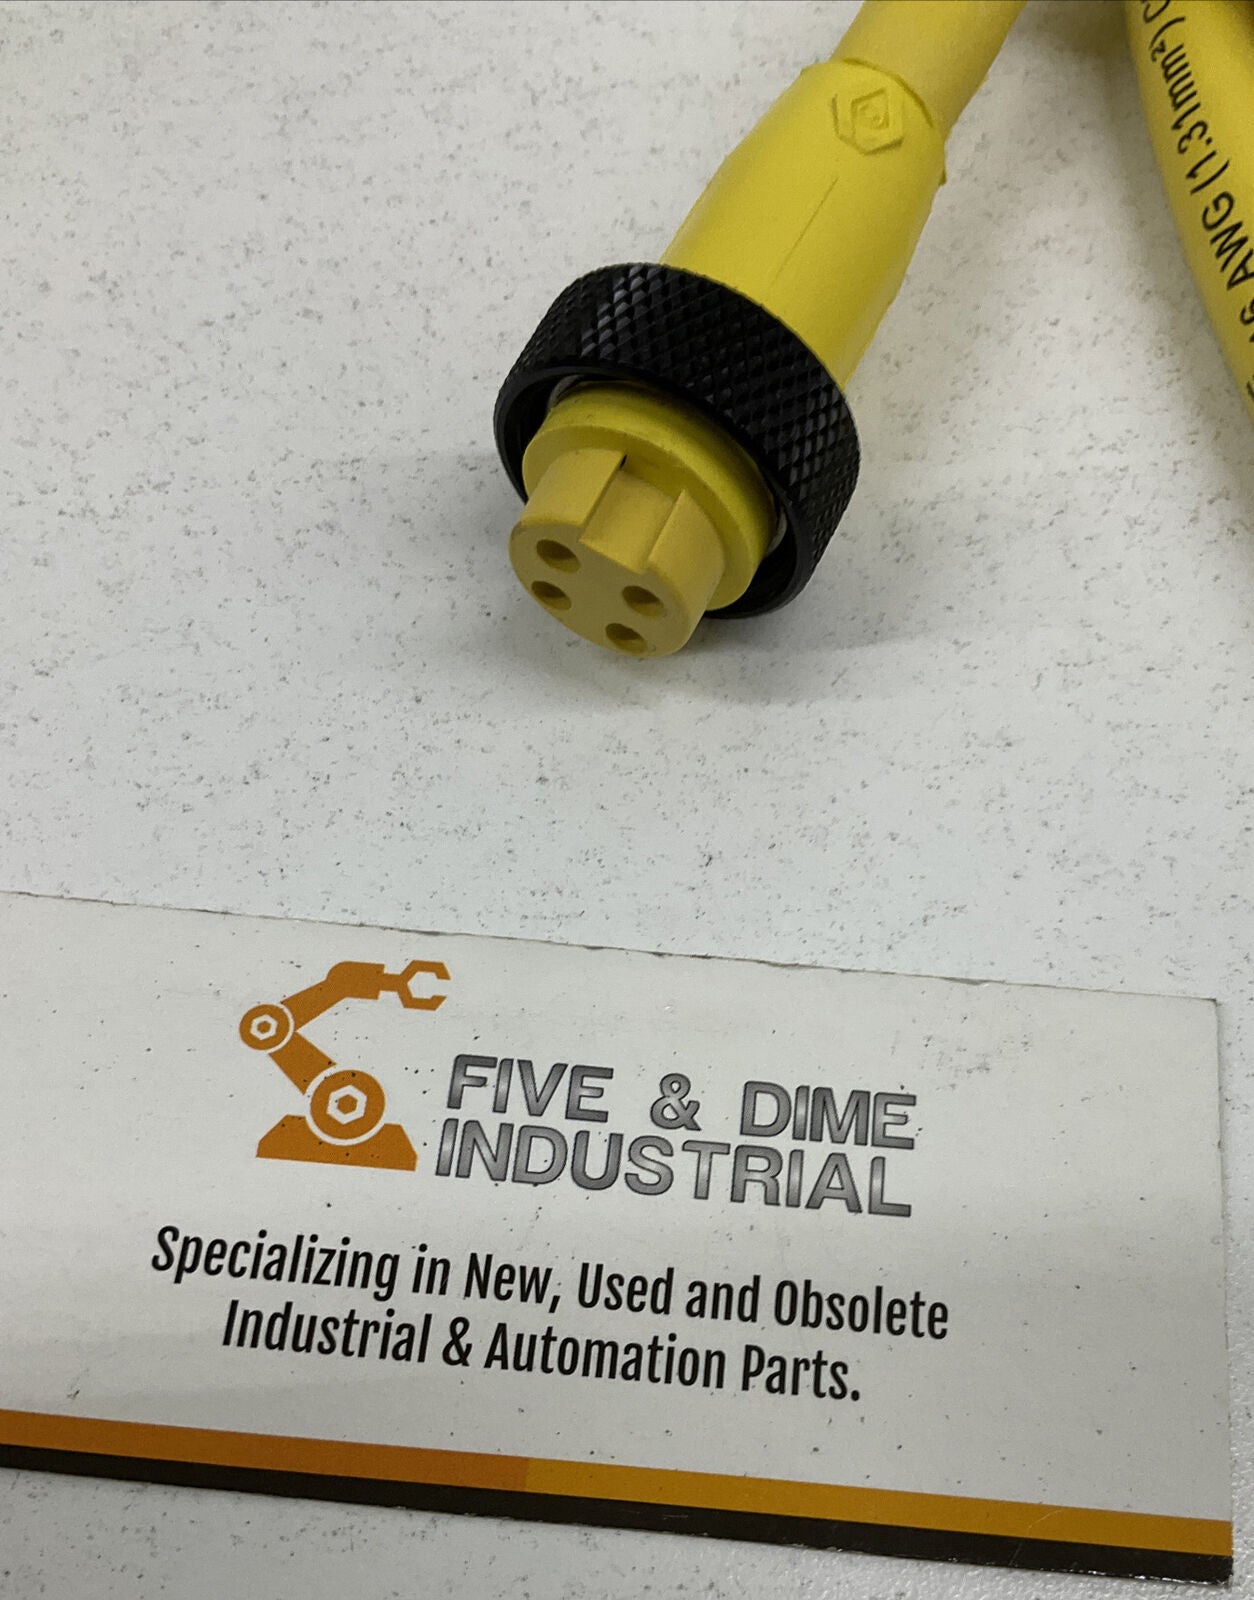 AWG (1.31mm²)
FIVE & DIME
INDUSTRIAL
Specializing in New, Used and Obsolete
Industrial & Automation Parts.